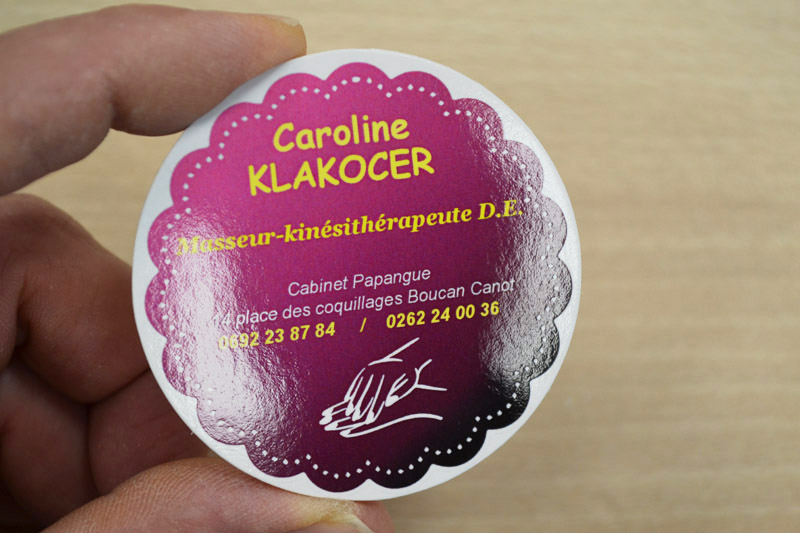 Caroline
KLAKOCER
Masseur-kinésithérapeute D.E.
Cabinet Papangue
14 place des coquillages Boucan Canot
0692 23 87 84 / 0262 24 00 36